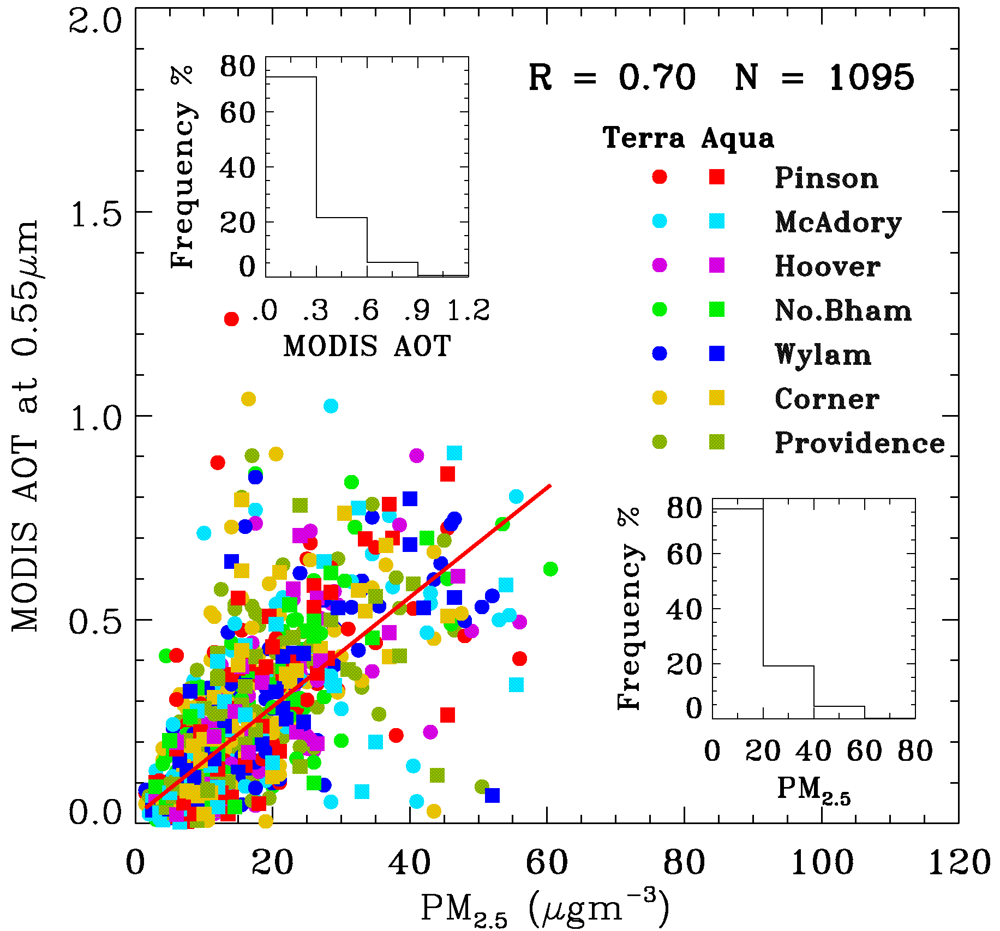 2.0
1.5
1.0
0.5
0.0
MODIS AOT at 0.55μm
0 20 40 60 80 100 120
PM2.5 (μgm−3)
80
60
40
20
0
Frequency %
.0 .3 .6 .9 1.2
MODIS AOT
R = 0.70 N = 1095
Terra Aqua
Pinson
McAdory
Hoover
No.Bham
Wylam
Corner
Providence
80
60
40
20
0
Frequency %
0 20 40 60 80
PM2.5